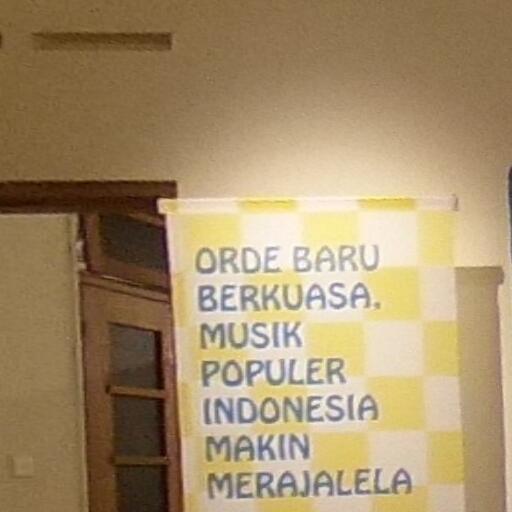 ORDE BARU
BERKUASA,
MUSIK
POPULER
INDONESIA
MAKIN
MERAJALELA